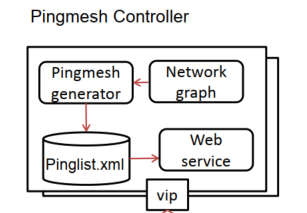 Pingmesh Controller
Pingmesh
generator
Network
graph
Pinglist.xml
Web
service
vip